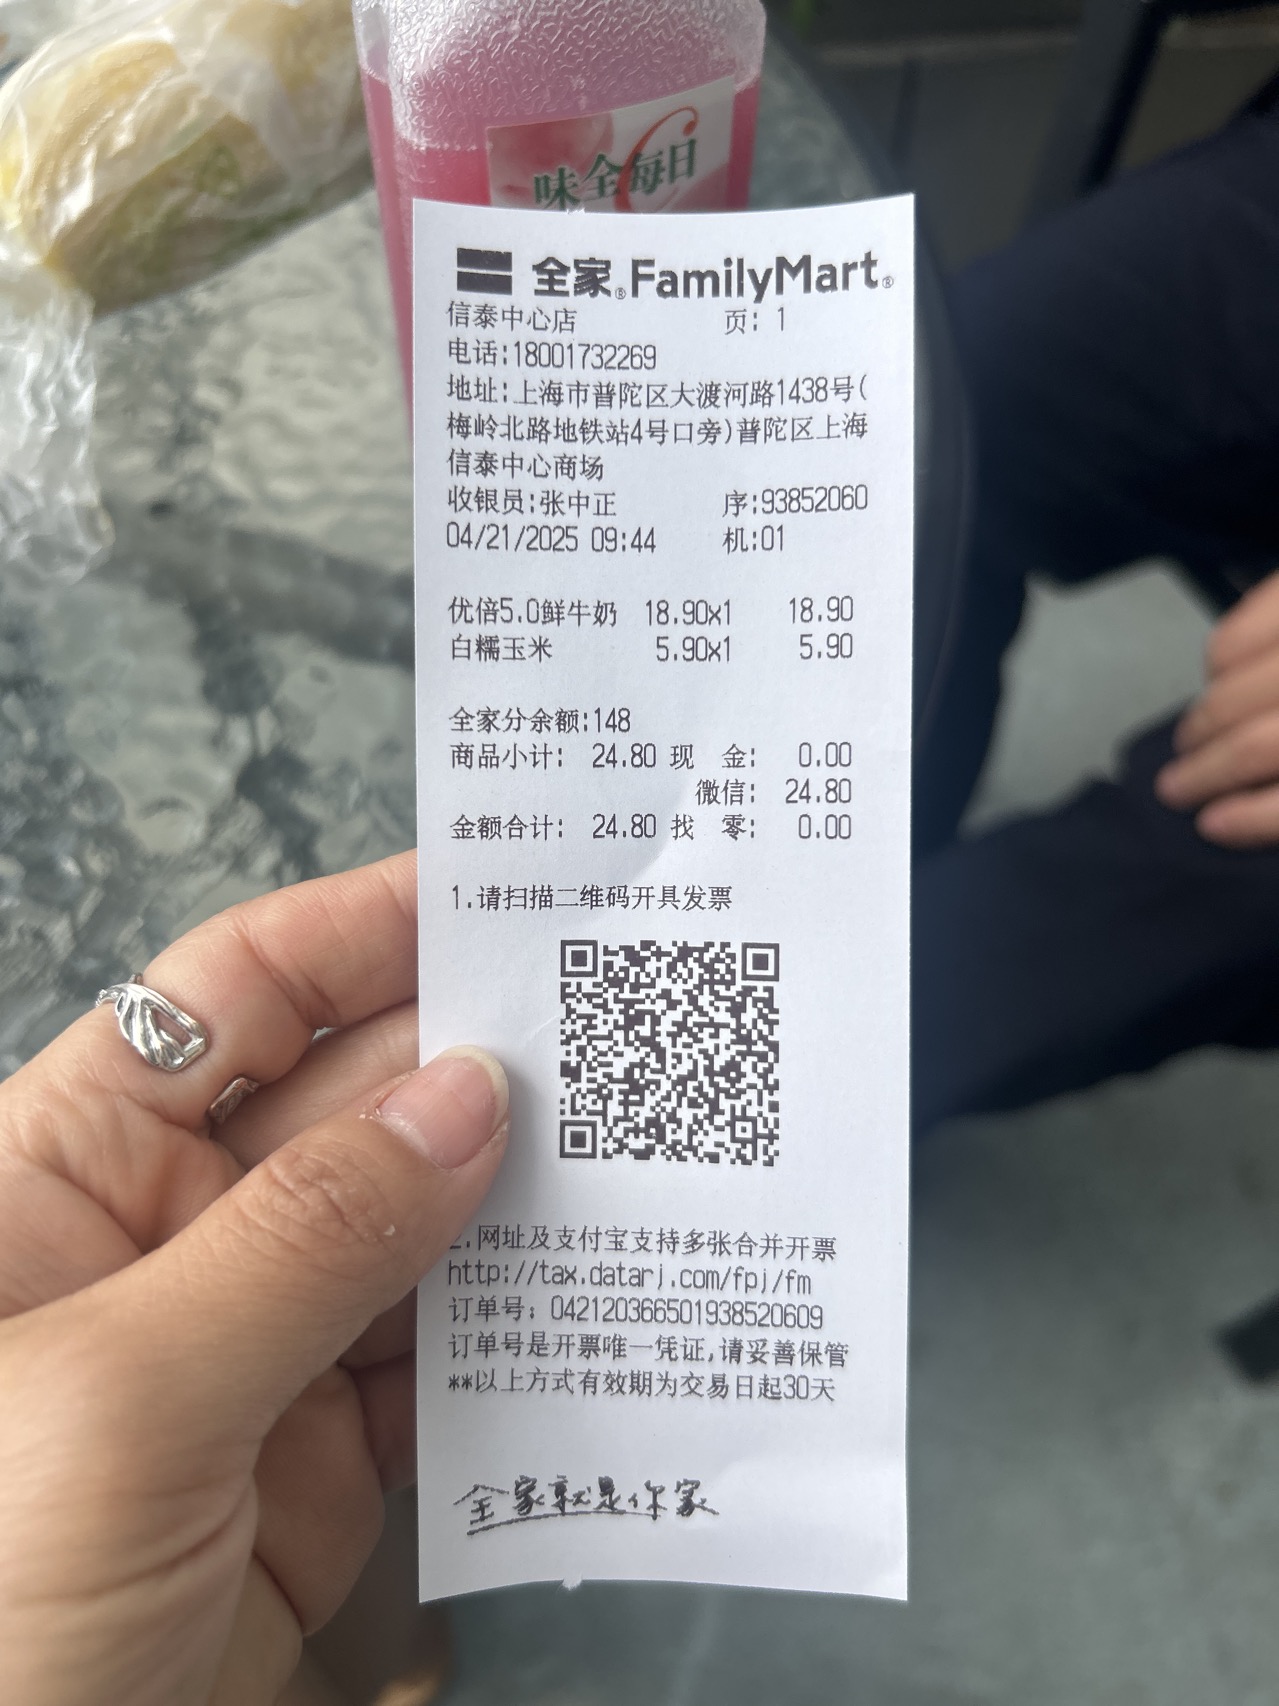 味全每日C
全家®FamilyMart®
信泰中心店 页: 1
电话:18001732269
地址:上海市普陀区大渡河路1438号(
梅岭北路地铁站4号口旁)普陀区上海
信泰中心商场
收银员:张中正 序:93852060
04/21/2025 09:44 机:01
优倍5.0鲜牛奶 18.90x1 18.90
白糯玉米 5.90x1 5.90
全家分余额:148
商品小计: 24.80 现 金: 0.00
微信: 24.80
金额合计: 24.80 找 零: 0.00
1.请扫描二维码开具发票
2.网址及支付宝支持多张合并开票
http://tax.datarj.com/fpj/fm
订单号: 042120366501938520609
订单号是开票唯一凭证,请妥善保管
**以上方式有效期为交易日起30天
全家就是你家